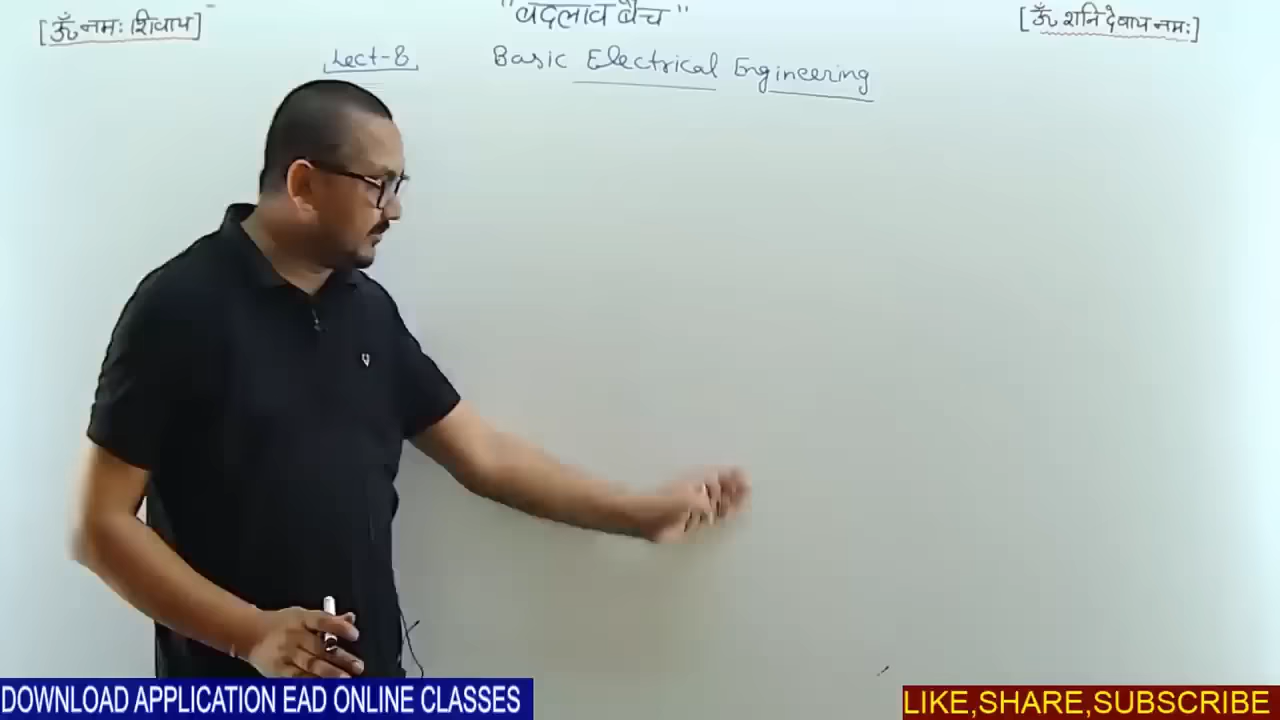 [ॐ नमः शिवाय]
"बदलाव बैच"
[ॐ शनि देवाय नमः]
Lect-8
Basic Electrical Engineering
DOWNLOAD APPLICATION EAD ONLINE CLASSES
LIKE,SHARE,SUBSCRIBE